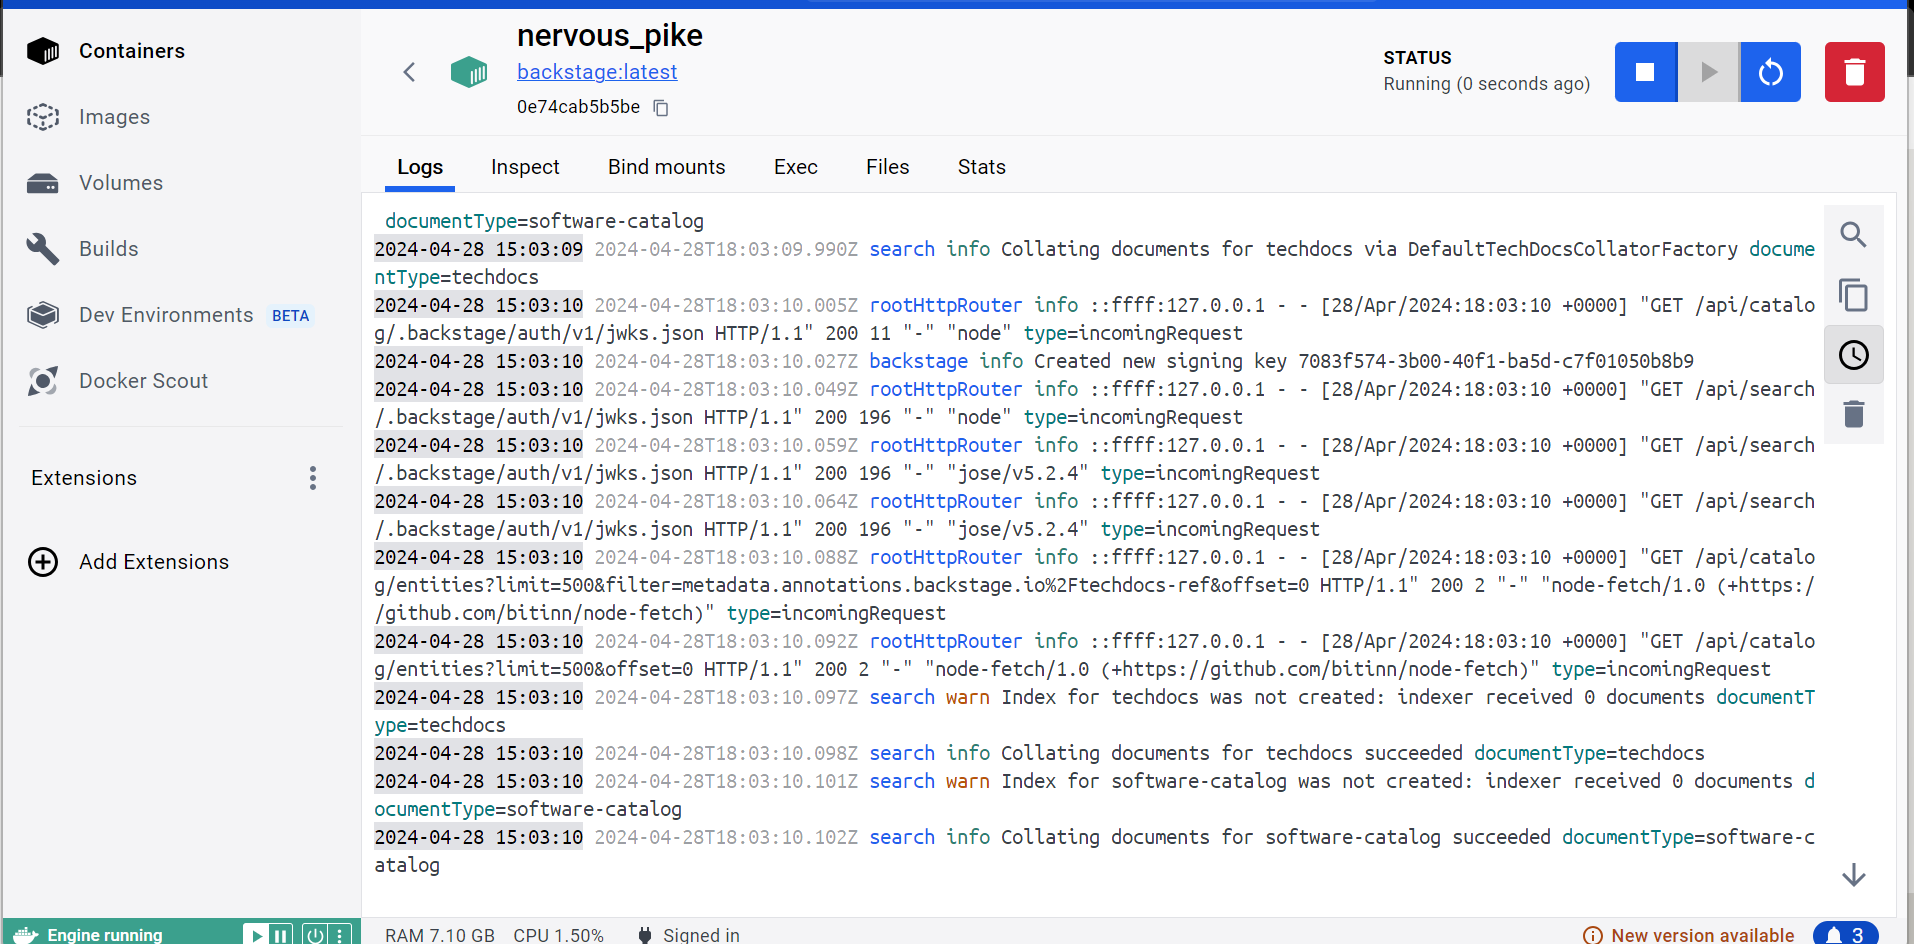 Containers
Images
Volumes
Builds
Dev Environments BETA
Docker Scout
Extensions
Add Extensions
nervous_pike
backstage:latest
0e74cab5b5be
STATUS
Running (0 seconds ago)
Logs Inspect Bind mounts Exec Files Stats
documentType=software-catalog
2024-04-28 15:03:09 2024-04-28T18:03:09.990Z search info Collating documents for techdocs via DefaultTechDocsCollatorFactory docume
ntType=techdocs
2024-04-28 15:03:10 2024-04-28T18:03:10.005Z rootHttpRouter info ::ffff:127.0.0.1 - - [28/Apr/2024:18:03:10 +0000] "GET /api/catalo
g/.backstage/auth/v1/jwks.json HTTP/1.1" 200 11 "-" "node" type=incomingRequest
2024-04-28 15:03:10 2024-04-28T18:03:10.027Z backstage info Created new signing key 7083f574-3b00-40f1-ba5d-c7f01050b8b9
2024-04-28 15:03:10 2024-04-28T18:03:10.049Z rootHttpRouter info ::ffff:127.0.0.1 - - [28/Apr/2024:18:03:10 +0000] "GET /api/search
/.backstage/auth/v1/jwks.json HTTP/1.1" 200 196 "-" "node" type=incomingRequest
2024-04-28 15:03:10 2024-04-28T18:03:10.059Z rootHttpRouter info ::ffff:127.0.0.1 - - [28/Apr/2024:18:03:10 +0000] "GET /api/search
/.backstage/auth/v1/jwks.json HTTP/1.1" 200 196 "-" "jose/v5.2.4" type=incomingRequest
2024-04-28 15:03:10 2024-04-28T18:03:10.064Z rootHttpRouter info ::ffff:127.0.0.1 - - [28/Apr/2024:18:03:10 +0000] "GET /api/search
/.backstage/auth/v1/jwks.json HTTP/1.1" 200 196 "-" "jose/v5.2.4" type=incomingRequest
2024-04-28 15:03:10 2024-04-28T18:03:10.088Z rootHttpRouter info ::ffff:127.0.0.1 - - [28/Apr/2024:18:03:10 +0000] "GET /api/catalo
g/entities?limit=500&filter=metadata.annotations.backstage.io%2Ftechdocs-ref&offset=0 HTTP/1.1" 200 2 "-" "node-fetch/1.0 (+https:/
/github.com/bitinn/node-fetch)" type=incomingRequest
2024-04-28 15:03:10 2024-04-28T18:03:10.092Z rootHttpRouter info ::ffff:127.0.0.1 - - [28/Apr/2024:18:03:10 +0000] "GET /api/catalo
g/entities?limit=500&offset=0 HTTP/1.1" 200 2 "-" "node-fetch/1.0 (+https://github.com/bitinn/node-fetch)" type=incomingRequest
2024-04-28 15:03:10 2024-04-28T18:03:10.097Z search warn Index for techdocs was not created: indexer received 0 documents documentT
ype=techdocs
2024-04-28 15:03:10 2024-04-28T18:03:10.098Z search info Collating documents for techdocs succeeded documentType=techdocs
2024-04-28 15:03:10 2024-04-28T18:03:10.101Z search warn Index for software-catalog was not created: indexer received 0 documents d
ocumentType=software-catalog
2024-04-28 15:03:10 2024-04-28T18:03:10.102Z search info Collating documents for software-catalog succeeded documentType=software-c
atalog
Engine running
RAM 7.10 GB CPU 1.50% Signed in
New version available 3